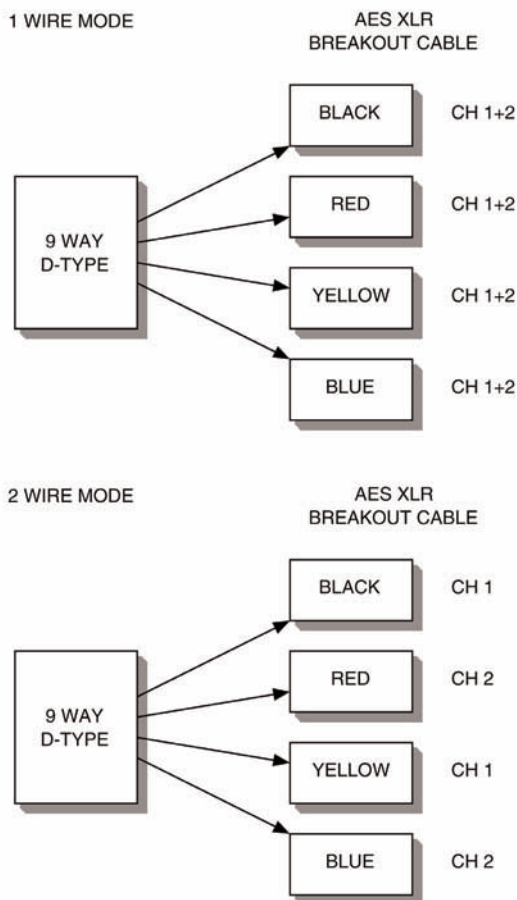 1 WIRE MODE
AES XLR
BREAKOUT CABLE
BLACK CH 1+2
RED CH 1+2
9 WAY
D-TYPE
YELLOW CH 1+2
BLUE CH 1+2
2 WIRE MODE
AES XLR
BREAKOUT CABLE
BLACK CH 1
RED CH 2
9 WAY
D-TYPE
YELLOW CH 1
BLUE CH 2